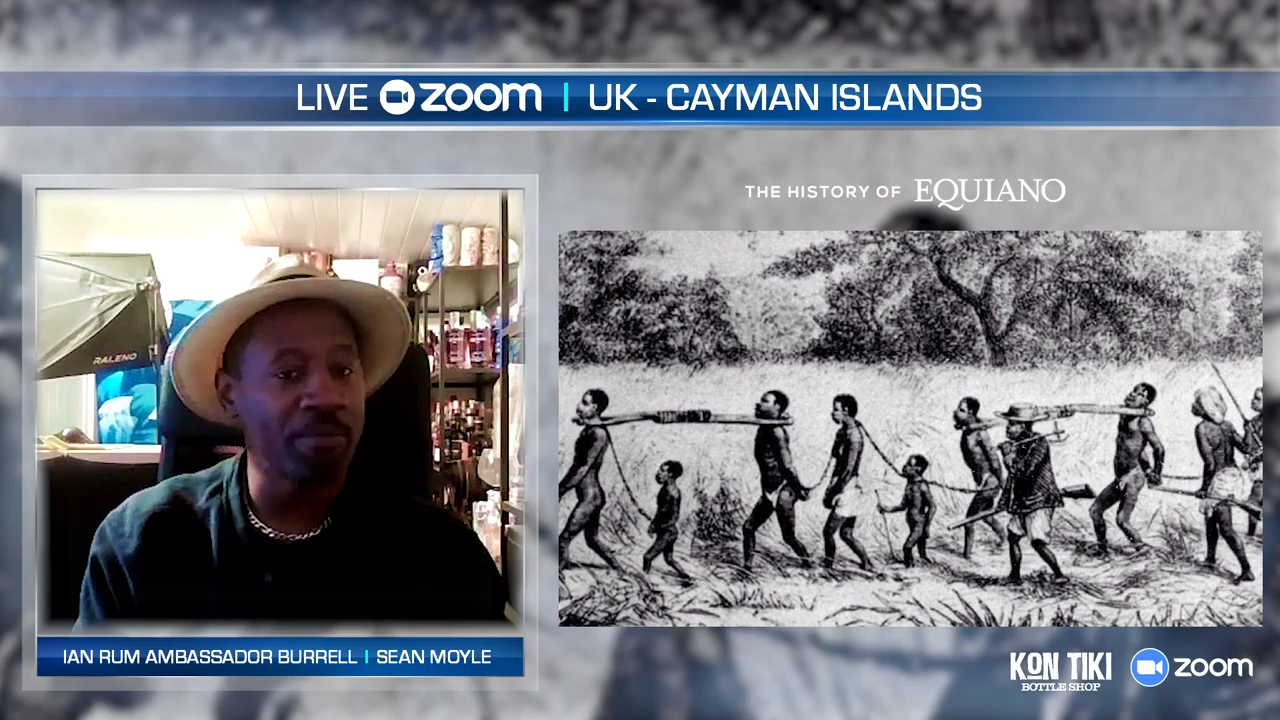 LIVE zoom | UK - CAYMAN ISLANDS
THE HISTORY OF EQUIANO
RALENO
IAN RUM AMBASSADOR BURRELL | SEAN MOYLE
KON TIKI
BOTTLE SHOP
zoom